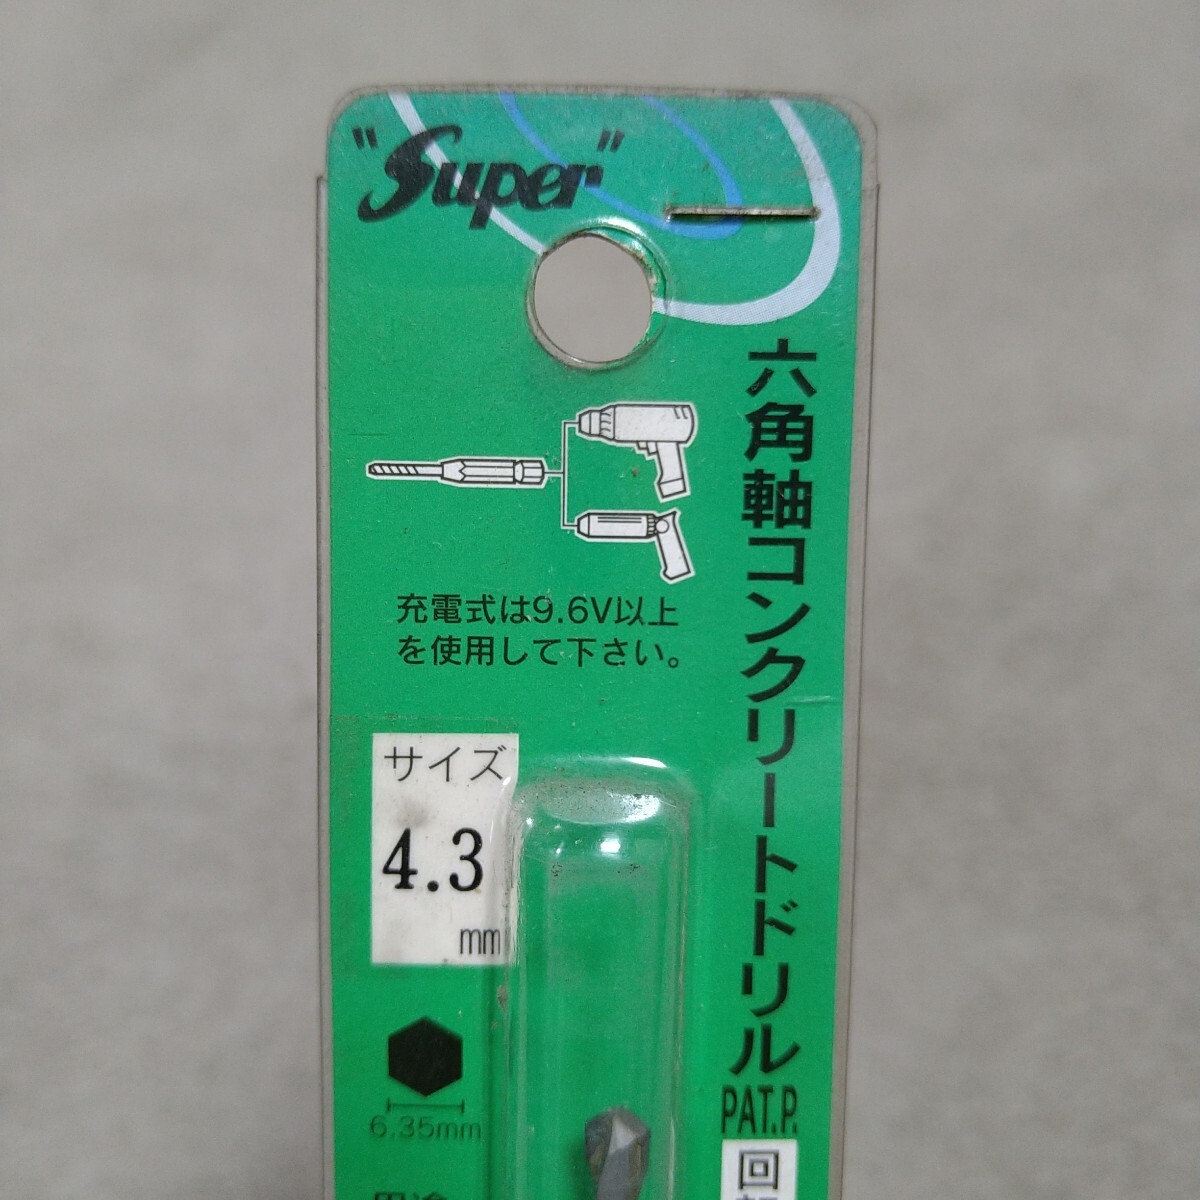 "Super"
六角軸コンクリートドリル
PAT.P.
回
充電式は9.6V以上
を使用して下さい。
サイズ
4.3
mm
6.35mm